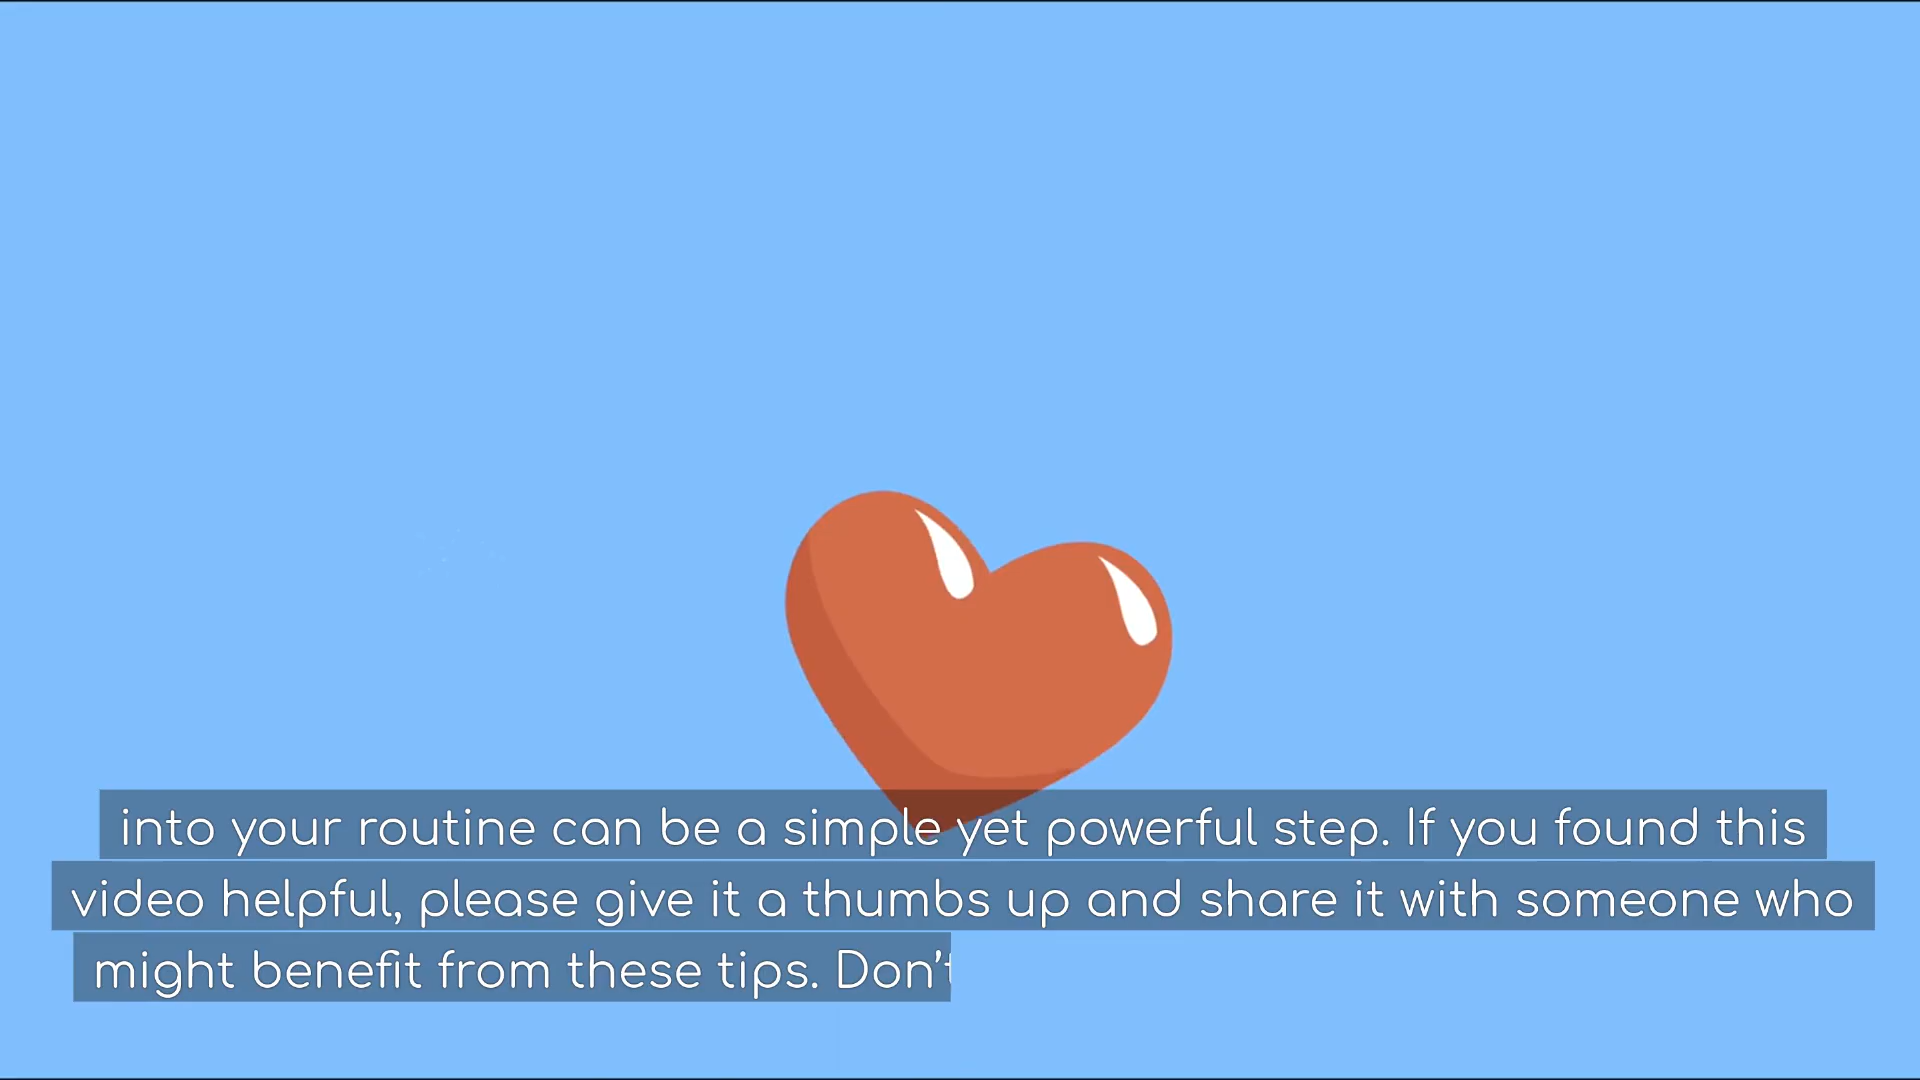 into your routine can be a simple yet powerful step. If you found this
video helpful, please give it a thumbs up and share it with someone who
might benefit from these tips. Don’t